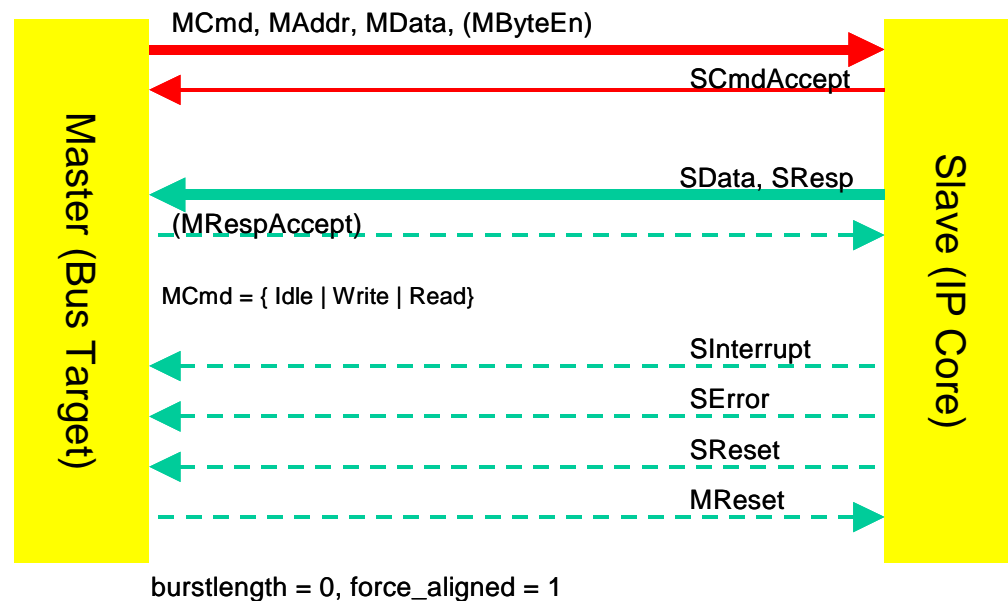 MCmd, MAddr, MData, (MByteEn)
SCmdAccept
Master (Bus Target)
Slave (IP Core)
SData, SResp
(MRespAccept)
MCmd = { Idle | Write | Read}
SInterrupt
SError
SReset
MReset
burstlength = 0, force_aligned = 1